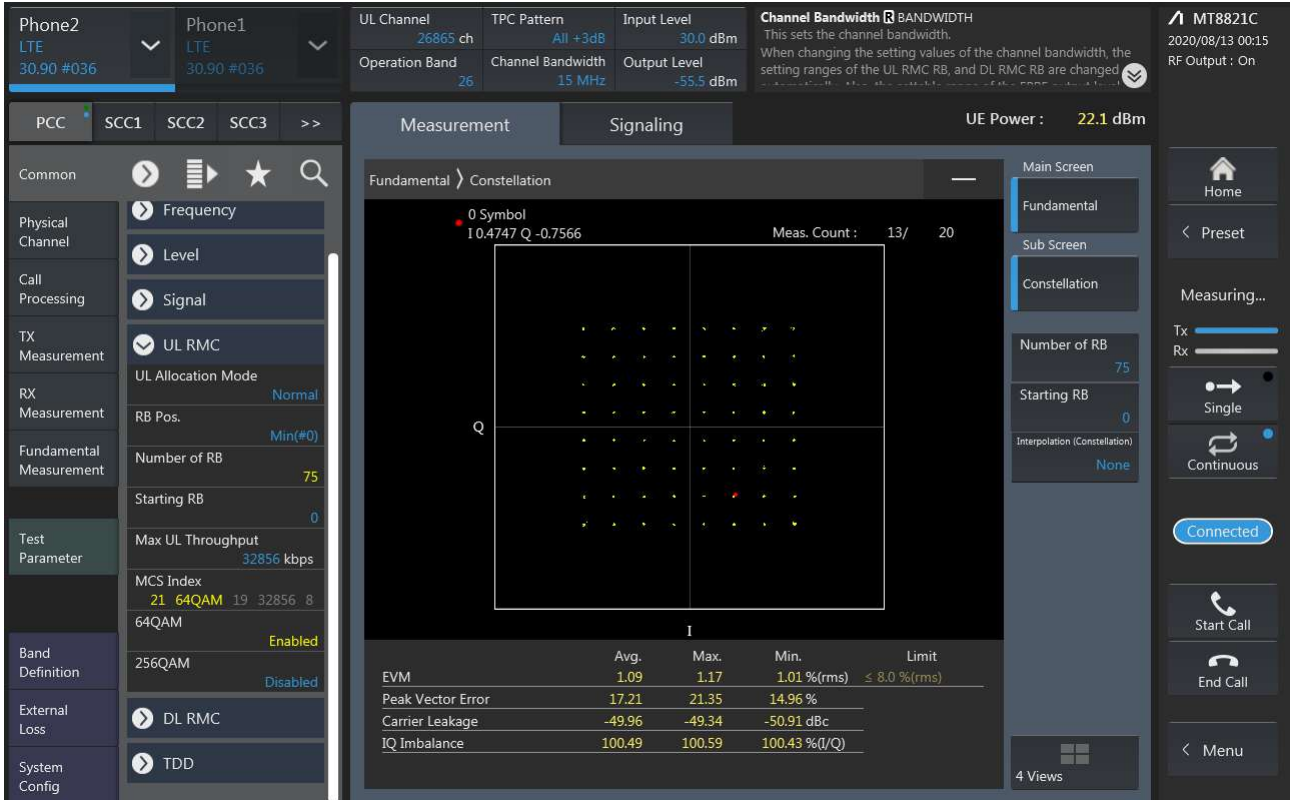 Phone2
LTE
30.90 #036
Phone1
LTE
30.90 #036
UL Channel
26865 ch
TPC Pattern
All +3dB
Input Level
30.0 dBm
Operation Band
26
Channel Bandwidth
15 MHz
Output Level
-55.5 dBm
Channel Bandwidth R BANDWIDTH
This sets the channel bandwidth.
When changing the setting values of the channel bandwidth, the
setting ranges of the UL RMC RB, and DL RMC RB are changed
MT8821C
2020/08/13 00:15
RF Output : On
PCC SCC1 SCC2 SCC3 >>
Measurement
Signaling
UE Power : 22.1 dBm
Common
Physical
Channel
Call
Processing
TX
Measurement
RX
Measurement
Fundamental
Measurement
Test
Parameter
Band
Definition
External
Loss
System
Config
Frequency
Level
Signal
UL RMC
UL Allocation Mode
Normal
RB Pos.
Min(#0)
Number of RB
75
Starting RB
0
Max UL Throughput
32856 kbps
MCS Index
21 64QAM 19 32856 8
64QAM
Enabled
256QAM
Disabled
DL RMC
TDD
Fundamental 〉 Constellation
0 Symbol
I 0.4747 Q -0.7566
Meas. Count : 13/ 20
Q
I
Avg. Max. Min. Limit
EVM 1.09 1.17 1.01 %(rms) ≤ 8.0 %(rms)
Peak Vector Error 17.21 21.35 14.96 %
Carrier Leakage -49.96 -49.34 -50.91 dBc
IQ Imbalance 100.49 100.59 100.43 %(I/Q)
Main Screen
Fundamental
Sub Screen
Constellation
Number of RB
75
Starting RB
0
Interpolation (Constellation)
None
4 Views
Home
< Preset
Measuring...
Tx
Rx
Single
Continuous
Connected
Start Call
End Call
< Menu